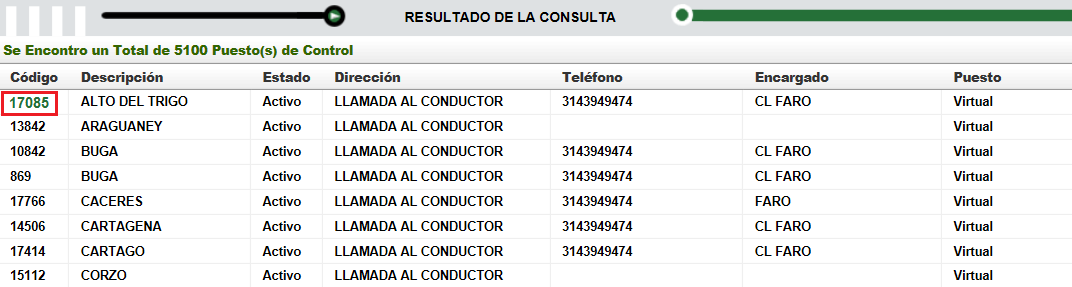 RESULTADO DE LA CONSULTA
Se Encontro un Total de 5100 Puesto(s) de Control
Código Descripción Estado Dirección Teléfono Encargado Puesto
17085 ALTO DEL TRIGO Activo LLAMADA AL CONDUCTOR 3143949474 CL FARO Virtual
13842 ARAGUANEY Activo LLAMADA AL CONDUCTOR Virtual
10842 BUGA Activo LLAMADA AL CONDUCTOR 3143949474 CL FARO Virtual
869 BUGA Activo LLAMADA AL CONDUCTOR 3143949474 CL FARO Virtual
17766 CACERES Activo LLAMADA AL CONDUCTOR 3143949474 FARO Virtual
14506 CARTAGENA Activo LLAMADA AL CONDUCTOR 3143949474 CL FARO Virtual
17414 CARTAGO Activo LLAMADA AL CONDUCTOR 3143949474 CL FARO Virtual
15112 CORZO Activo LLAMADA AL CONDUCTOR Virtual